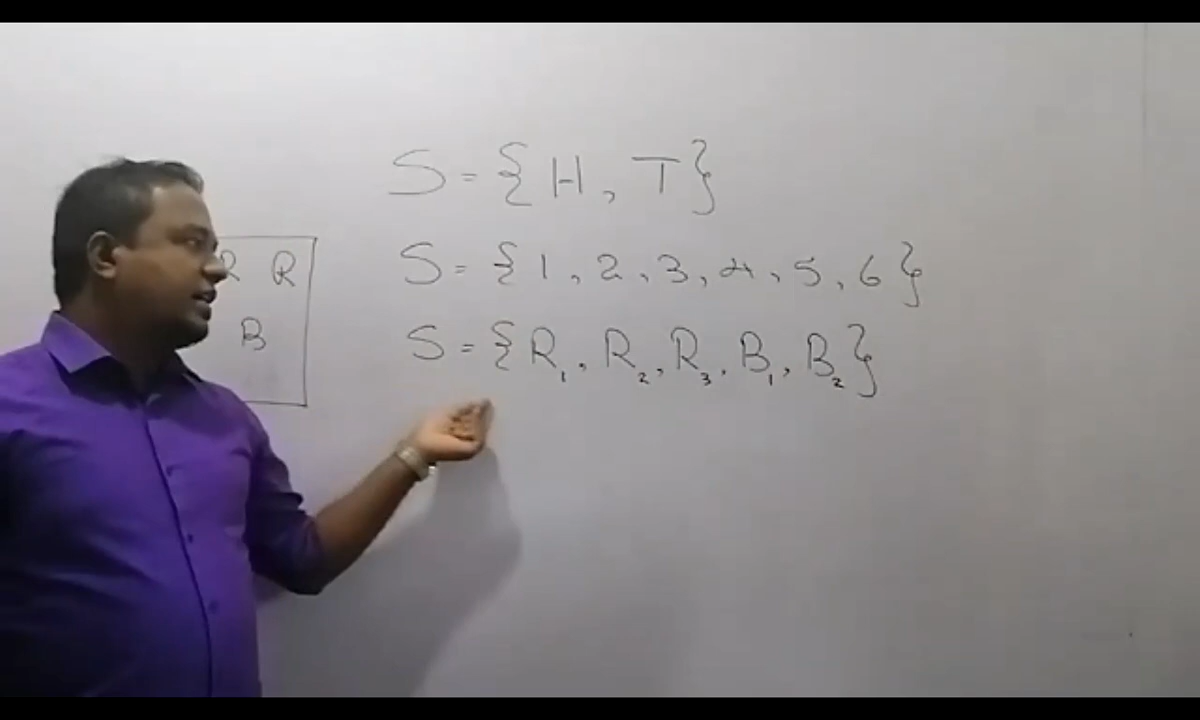 S = { H , T }
R R
S = { 1 , 2 , 3 , 4 , 5 , 6 }
B
S = { R₁ , R₂ , R₃ , B₁ , B₂ }